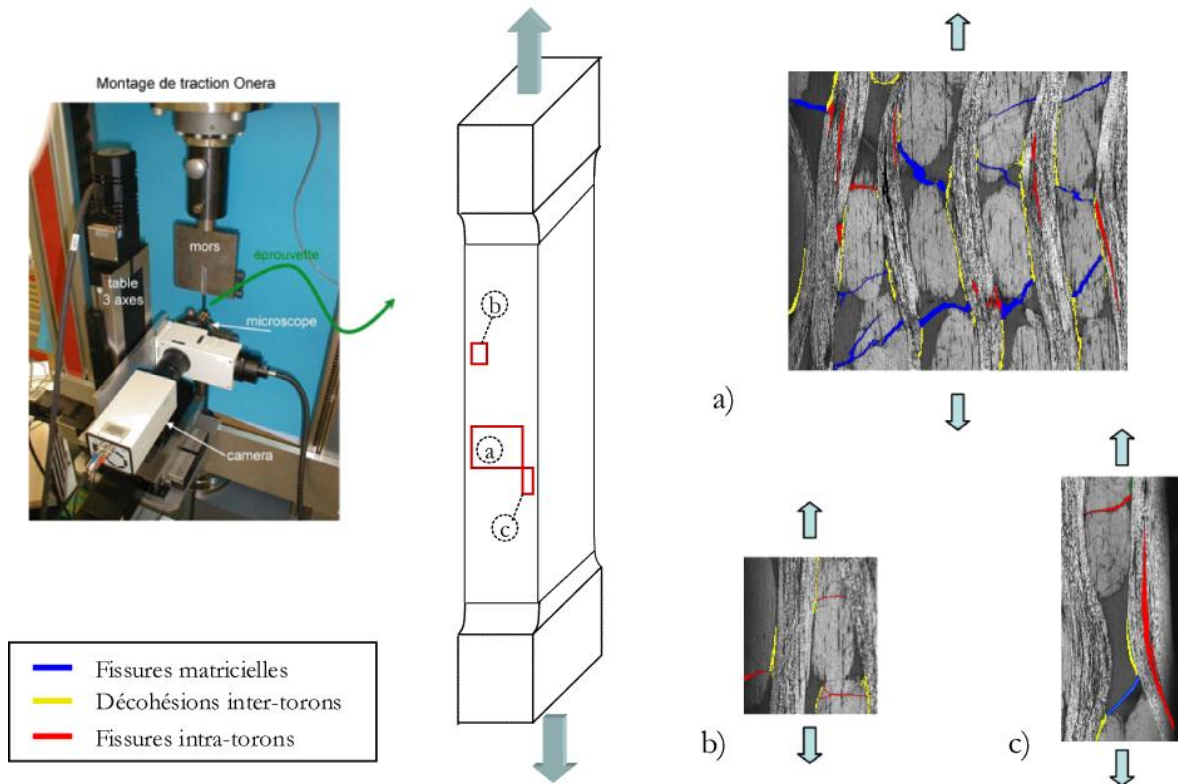 Montage de traction Onera
mors
éprouvette
table
3 axes
microscope
camera
b
a
c
a)
b)
c)
Fissures matricielles
Décohésions inter-torons
Fissures intra-torons